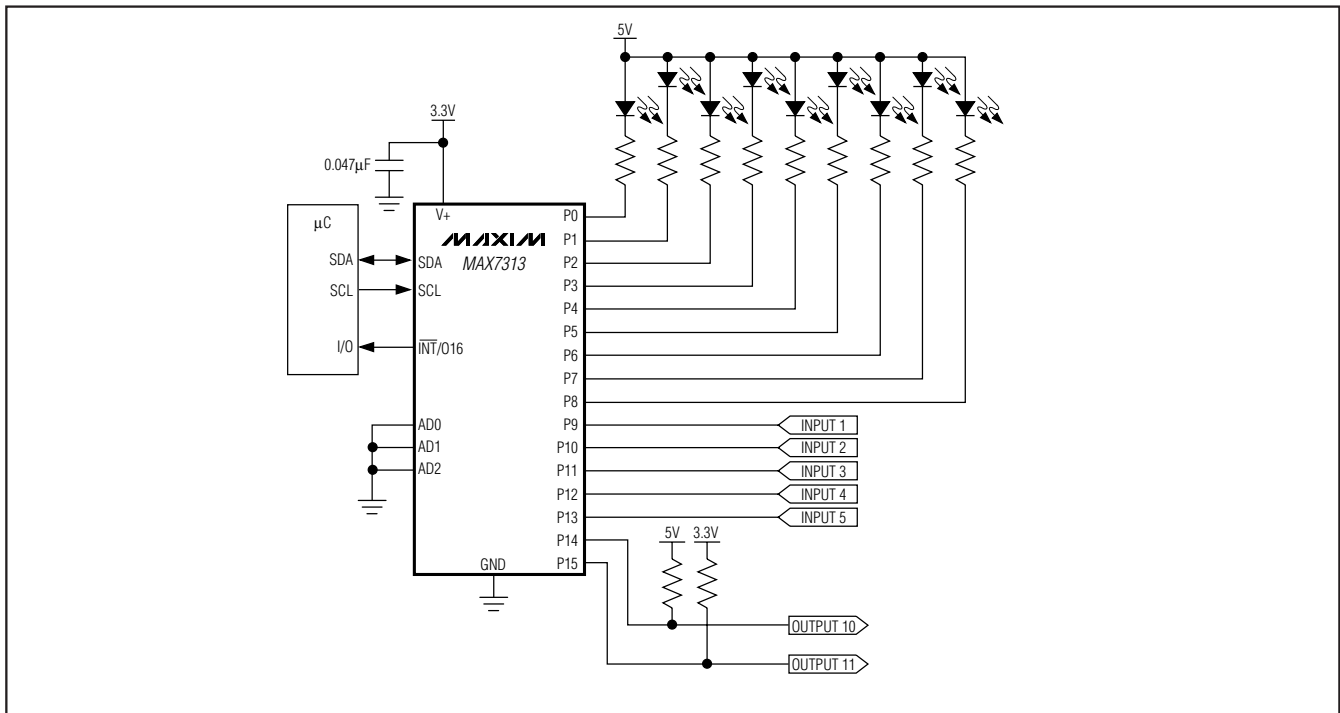 5V
3.3V
0.047μF
μC
SDA
SCL
I/O
V+
MAXIM
MAX7313
SDA
SCL
INT/O16
AD0
AD1
AD2
GND
P0
P1
P2
P3
P4
P5
P6
P7
P8
P9
P10
P11
P12
P13
P14
P15
INPUT 1
INPUT 2
INPUT 3
INPUT 4
INPUT 5
5V
3.3V
OUTPUT 10
OUTPUT 11